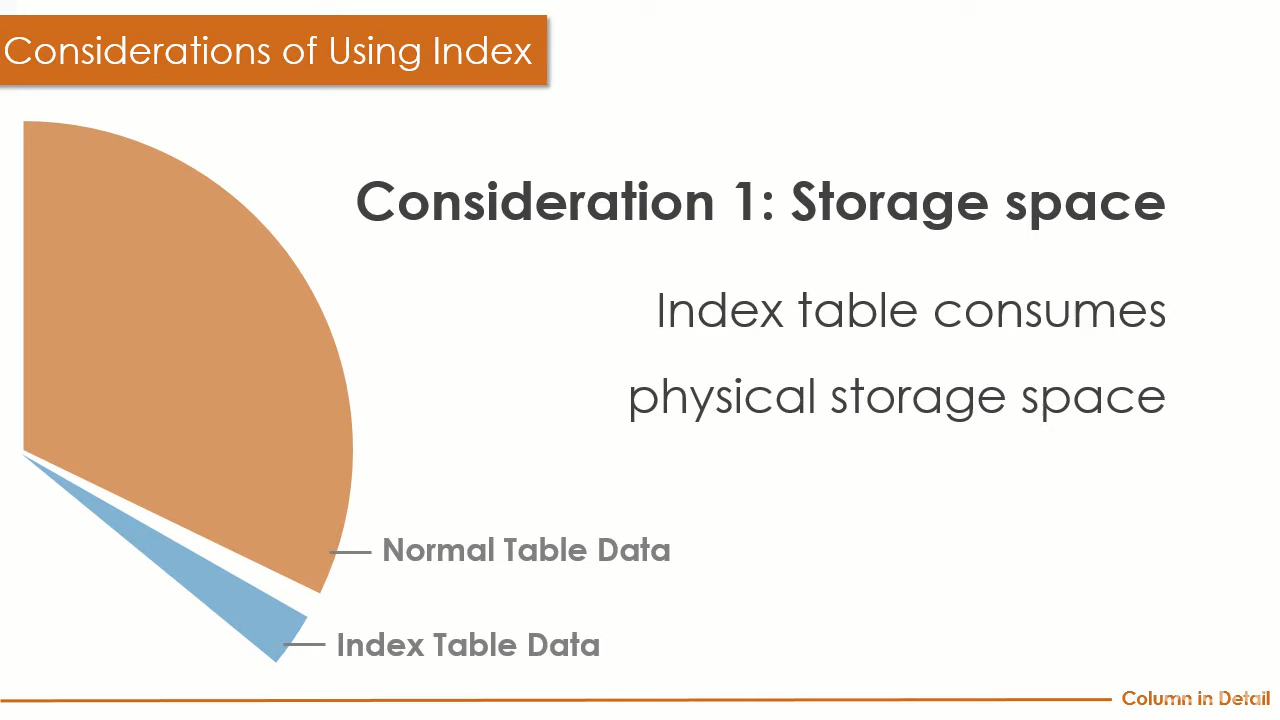 Considerations of Using Index
Consideration 1: Storage space
Index table consumes
physical storage space
Normal Table Data
Index Table Data
Column in Detail